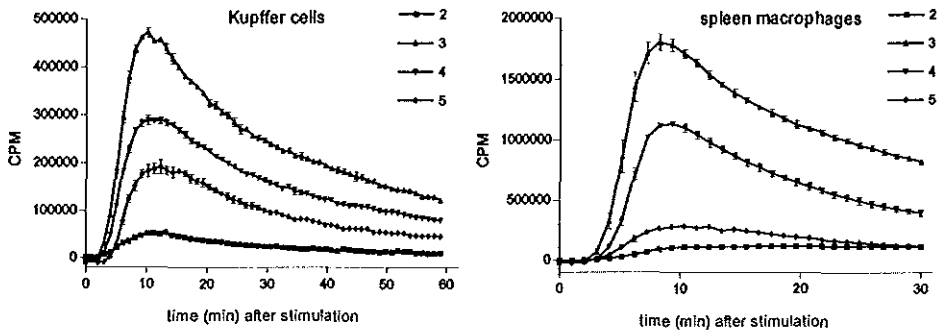 Kupffer cells
2
3
4
5
500000
400000
300000
200000
100000
0
CPM
0 10 20 30 40 50 60
time (min) after stimulation
spleen macrophages
2
3
4
5
2000000
1500000
1000000
500000
0
CPM
0 10 20 30
time (min) after stimulation